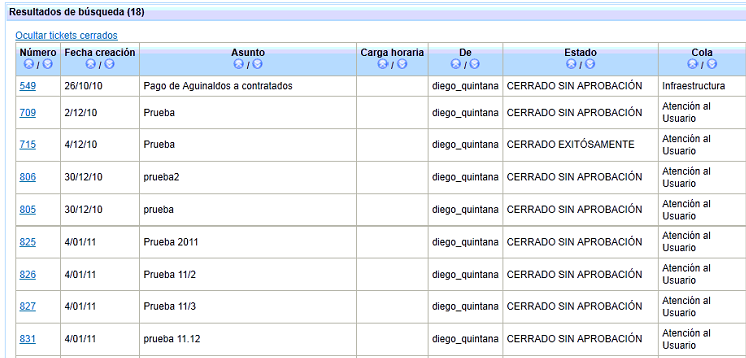 Resultados de búsqueda (18)
Ocultar tickets cerrados
Número Fecha creación Asunto Carga horaria De Estado Cola
/ / / / / / /
549 26/10/10 Pago de Aguinaldos a contratados diego_quintana CERRADO SIN APROBACIÓN Infraestructura
709 2/12/10 Prueba diego_quintana CERRADO SIN APROBACIÓN Atención al
Usuario
715 4/12/10 Prueba diego_quintana CERRADO EXITÓSAMENTE Atención al
Usuario
806 30/12/10 prueba2 diego_quintana CERRADO SIN APROBACIÓN Atención al
Usuario
805 30/12/10 prueba diego_quintana CERRADO SIN APROBACIÓN Atención al
Usuario
825 4/01/11 Prueba 2011 diego_quintana CERRADO SIN APROBACIÓN Atención al
Usuario
826 4/01/11 Prueba 11/2 diego_quintana CERRADO SIN APROBACIÓN Atención al
Usuario
827 4/01/11 Prueba 11/3 diego_quintana CERRADO SIN APROBACIÓN Atención al
Usuario
831 4/01/11 prueba 11.12 diego_quintana CERRADO SIN APROBACIÓN Atención al
Usuario